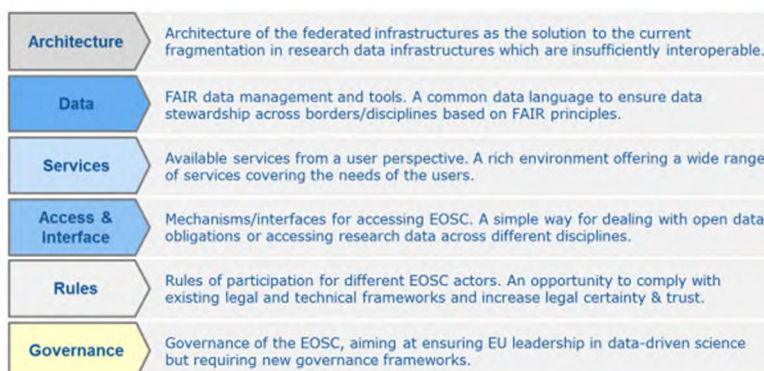 Architecture
Architecture of the federated infrastructures as the solution to the current
fragmentation in research data infrastructures which are insufficiently interoperable.
Data
FAIR data management and tools. A common data language to ensure data
stewardship across borders/disciplines based on FAIR principles.
Services
Available services from a user perspective. A rich environment offering a wide range
of services covering the needs of the users.
Access &
Interface
Mechanisms/interfaces for accessing EOSC. A simple way for dealing with open data
obligations or accessing research data across different disciplines.
Rules
Rules of participation for different EOSC actors. An opportunity to comply with
existing legal and technical frameworks and increase legal certainty & trust.
Governance
Governance of the EOSC, aiming at ensuring EU leadership in data-driven science
but requiring new governance frameworks.